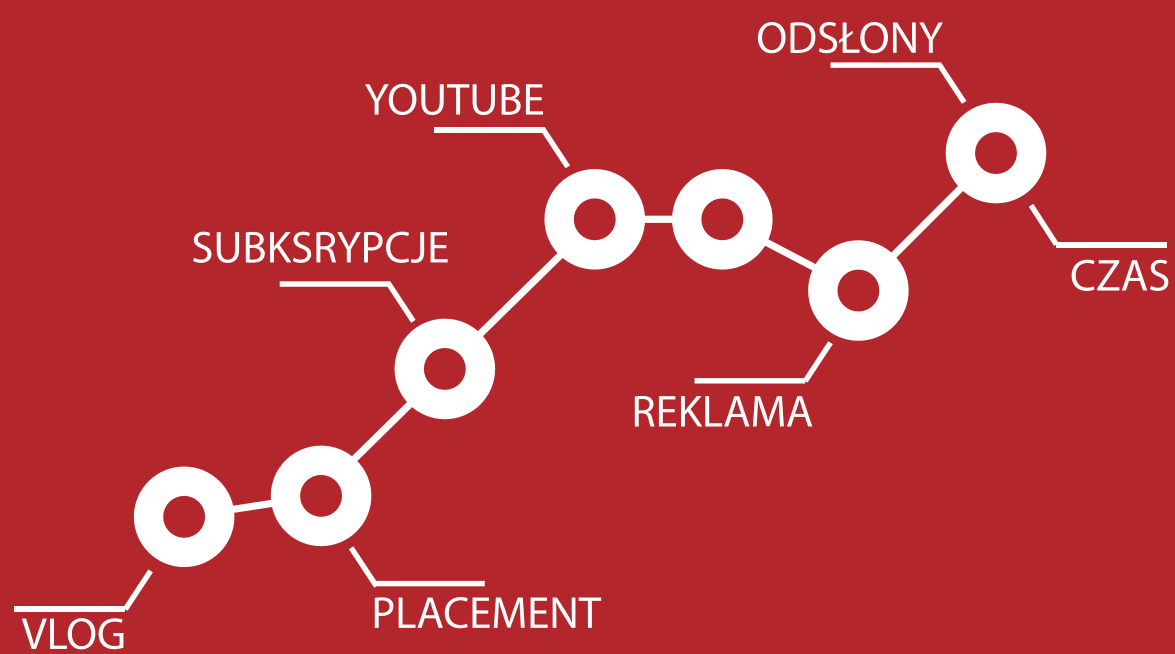 ODSŁONY
YOUTUBE
SUBKSRYPCJE
CZAS
REKLAMA
PLACEMENT
VLOG